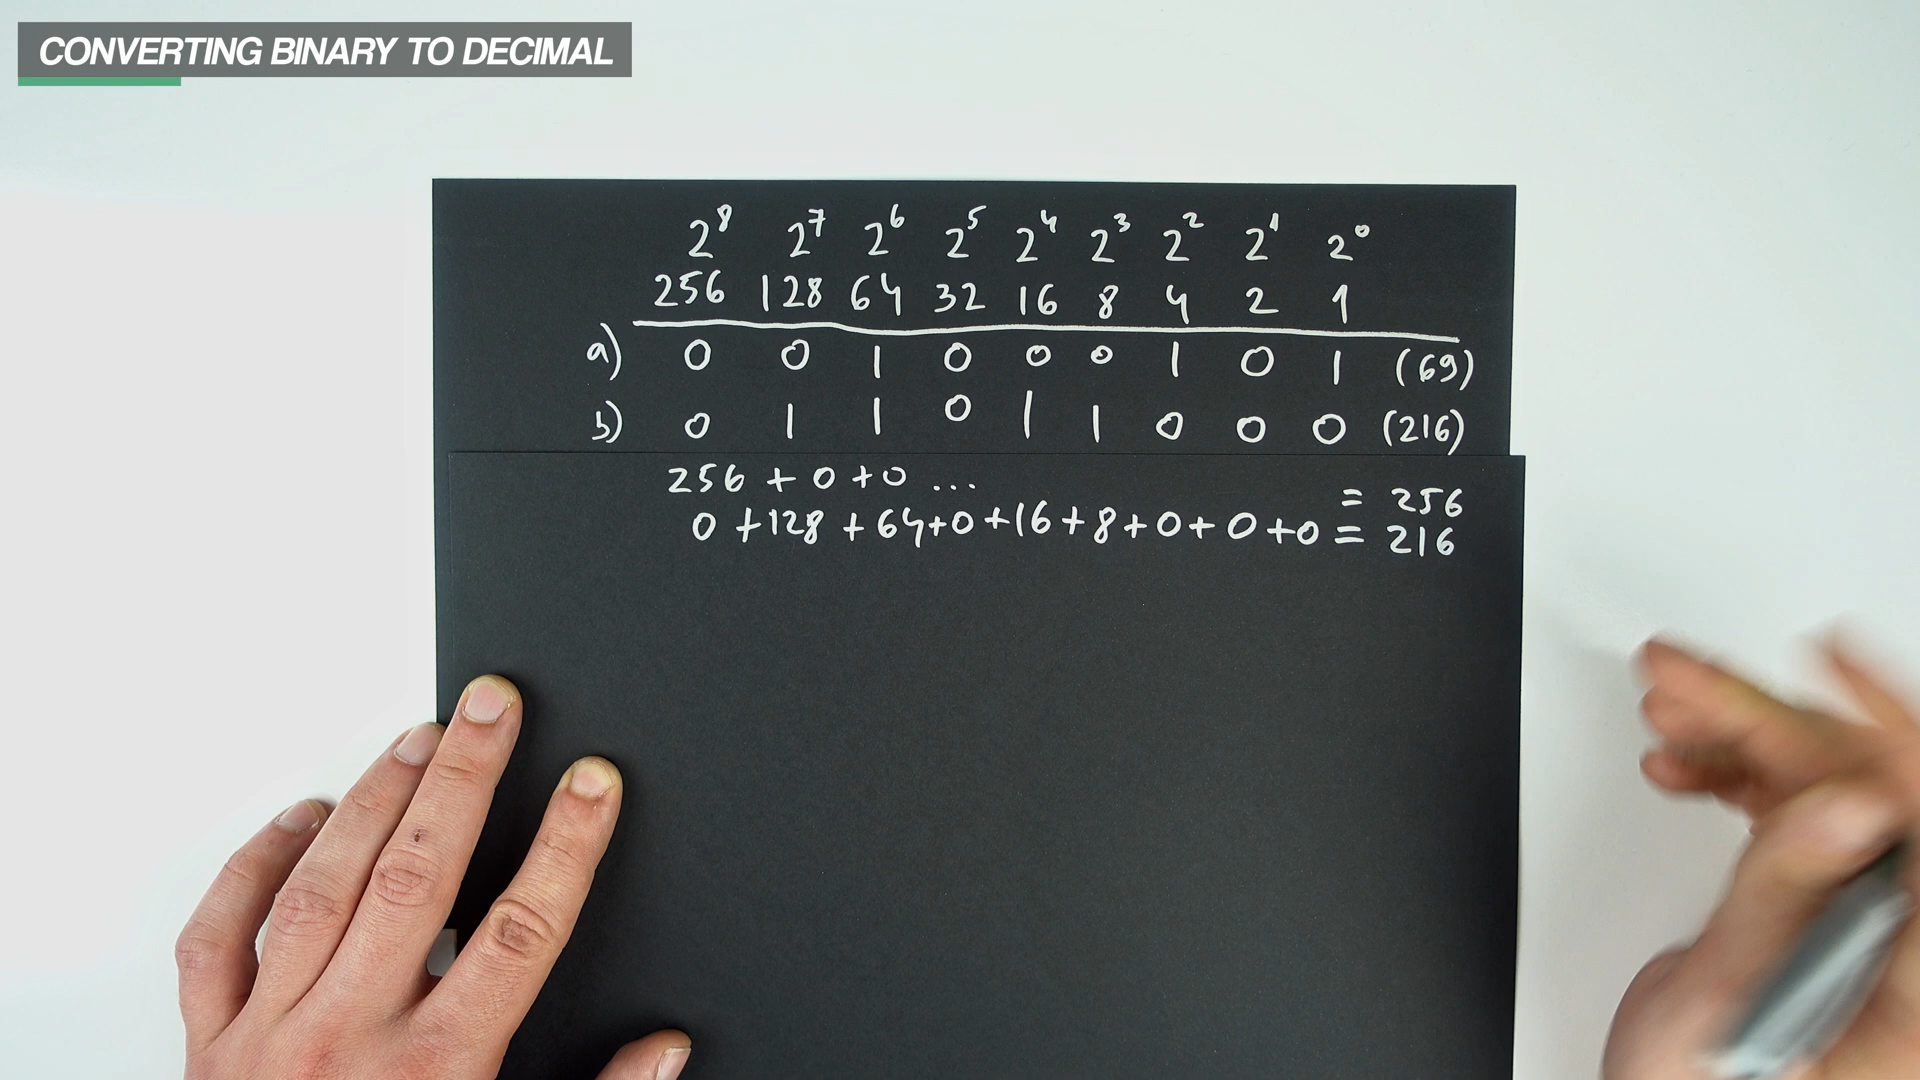 CONVERTING BINARY TO DECIMAL
2⁸ 2⁷ 2⁶ 2⁵ 2⁴ 2³ 2² 2¹ 2⁰
256 128 64 32 16 8 4 2 1
a) 0 0 1 0 0 0 1 0 1 (69)
b) 0 1 1 0 1 1 0 0 0 (216)
256 + 0 + 0 ... = 256
0 + 128 + 64 + 0 + 16 + 8 + 0 + 0 + 0 = 216